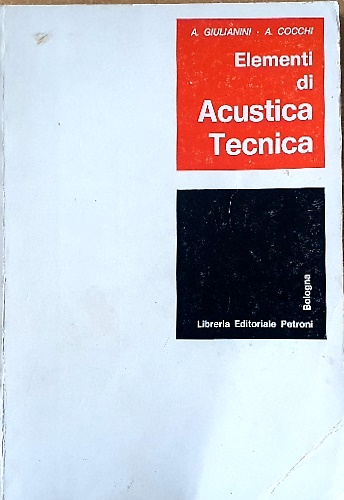 A. GIULIANINI - A. COCCHI
Elementi
di
Acustica
Tecnica
Bologna
Libreria Editoriale Petroni